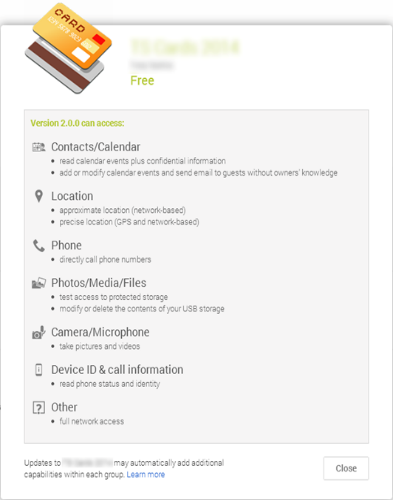 CARD
Free
Version 2.0.0 can access:
Contacts/Calendar
• read calendar events plus confidential information
• add or modify calendar events and send email to guests without owners' knowledge
Location
• approximate location (network-based)
• precise location (GPS and network-based)
Phone
• directly call phone numbers
Photos/Media/Files
• test access to protected storage
• modify or delete the contents of your USB storage
Camera/Microphone
• take pictures and videos
Device ID & call information
• read phone status and identity
Other
• full network access
Updates to may automatically add additional
capabilities within each group. Learn more
Close